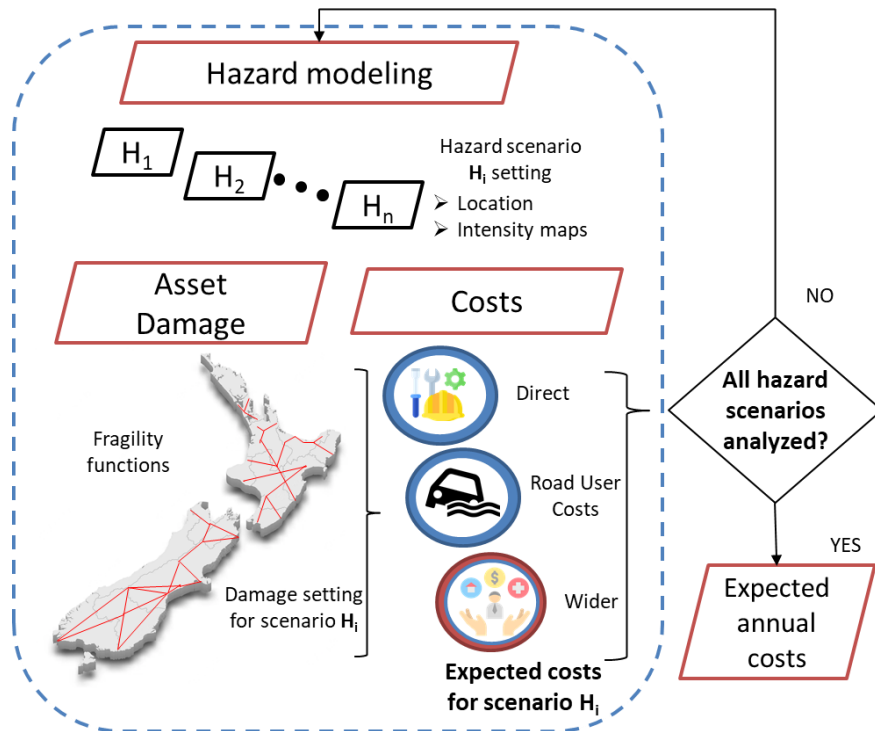 Hazard modeling
H1
H2
Hn
Hazard scenario
Hi setting
➢ Location
➢ Intensity maps
Asset
Damage
Costs
Fragility
functions
Damage setting
for scenario Hi
Direct
Road User
Costs
$
Wider
Expected costs
for scenario Hi
NO
All hazard
scenarios
analyzed?
YES
Expected
annual
costs